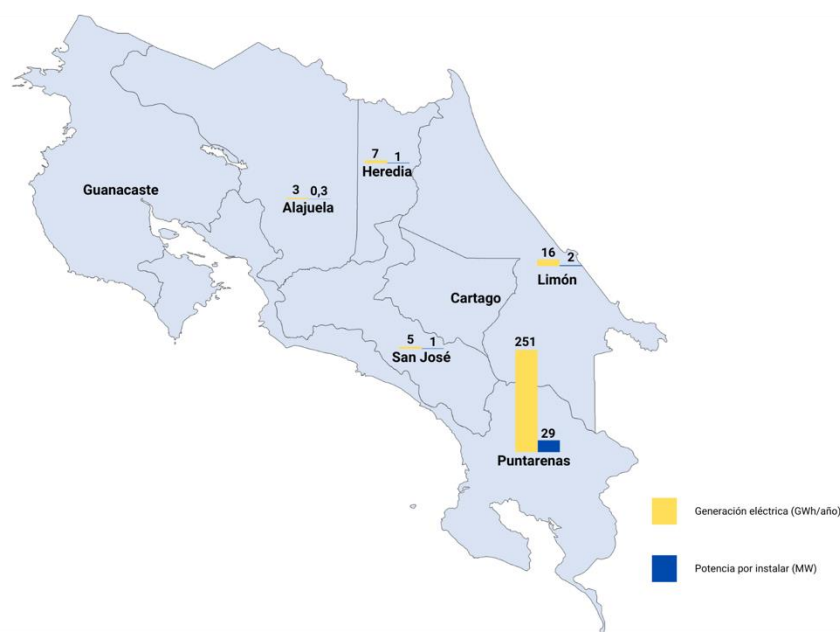 7 1
Heredia
Guanacaste
3 0,3
Alajuela
16 2
Limón
Cartago
5 1
San José
251
29
Puntarenas
Generación eléctrica (GWh/año)
Potencia por instalar (MW)